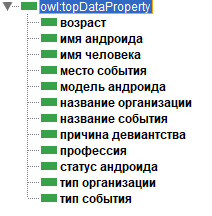 owl:topDataProperty
возраст
имя андроида
имя человека
место события
модель андроида
название организации
название события
причина девиантства
профессия
статус андроида
тип организации
тип события